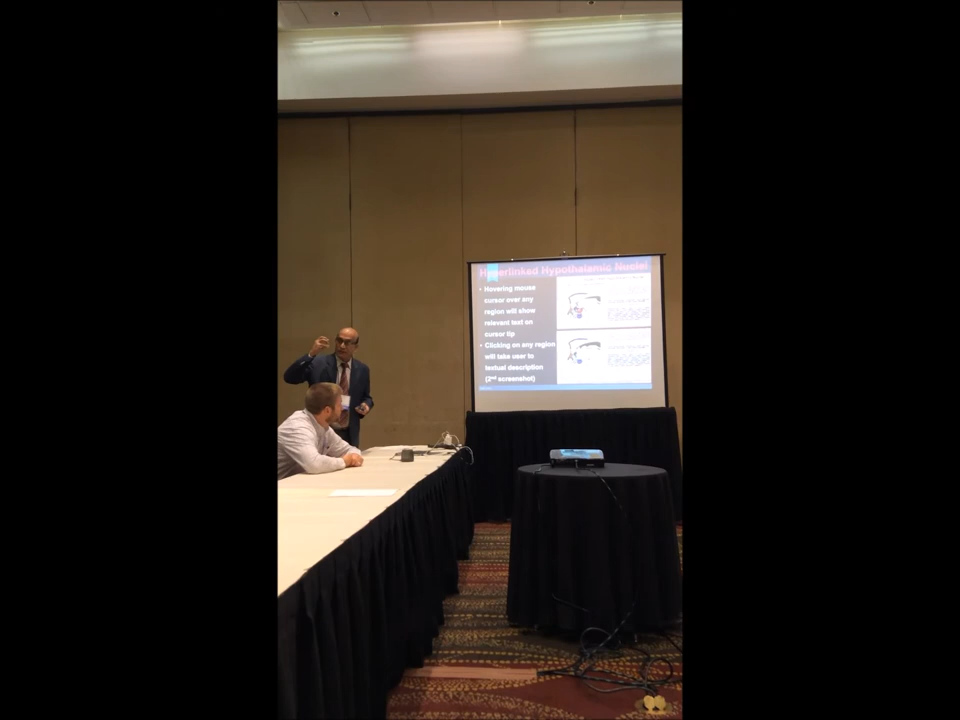 Hyperlinked Hypothalamic Nuclei
• Hovering mouse
cursor over any
region will show
relevant text on
cursor tip
• Clicking on any region
will take user to
textual description
(2nd screenshot)